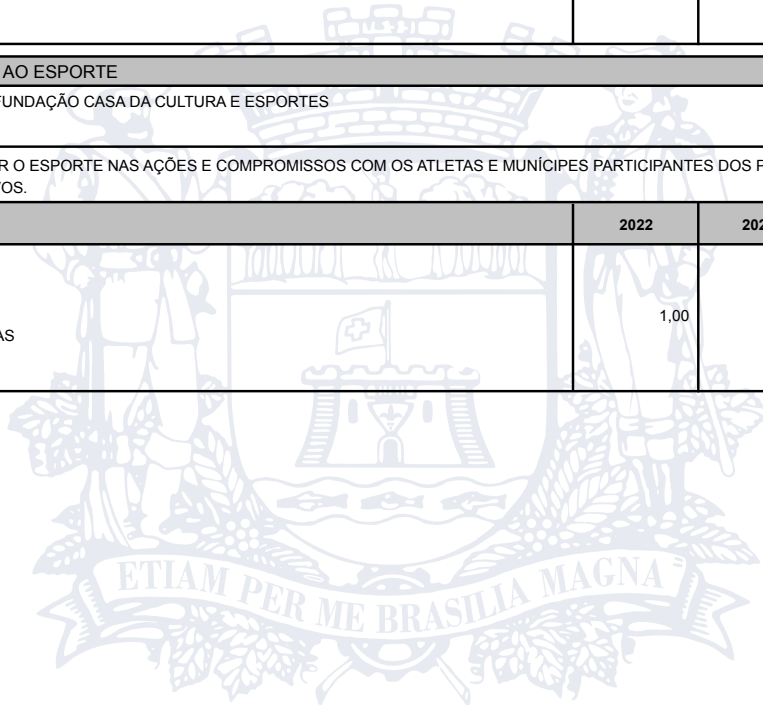 AO ESPORTE
FUNDAÇÃO CASA DA CULTURA E ESPORTES
R O ESPORTE NAS AÇÕES E COMPROMISSOS COM OS ATLETAS E MUNÍCIPES PARTICIPANTES DOS P
OS.
2022 202
1,00
AS
ETIAM PER ME BRASILIA MAGNA